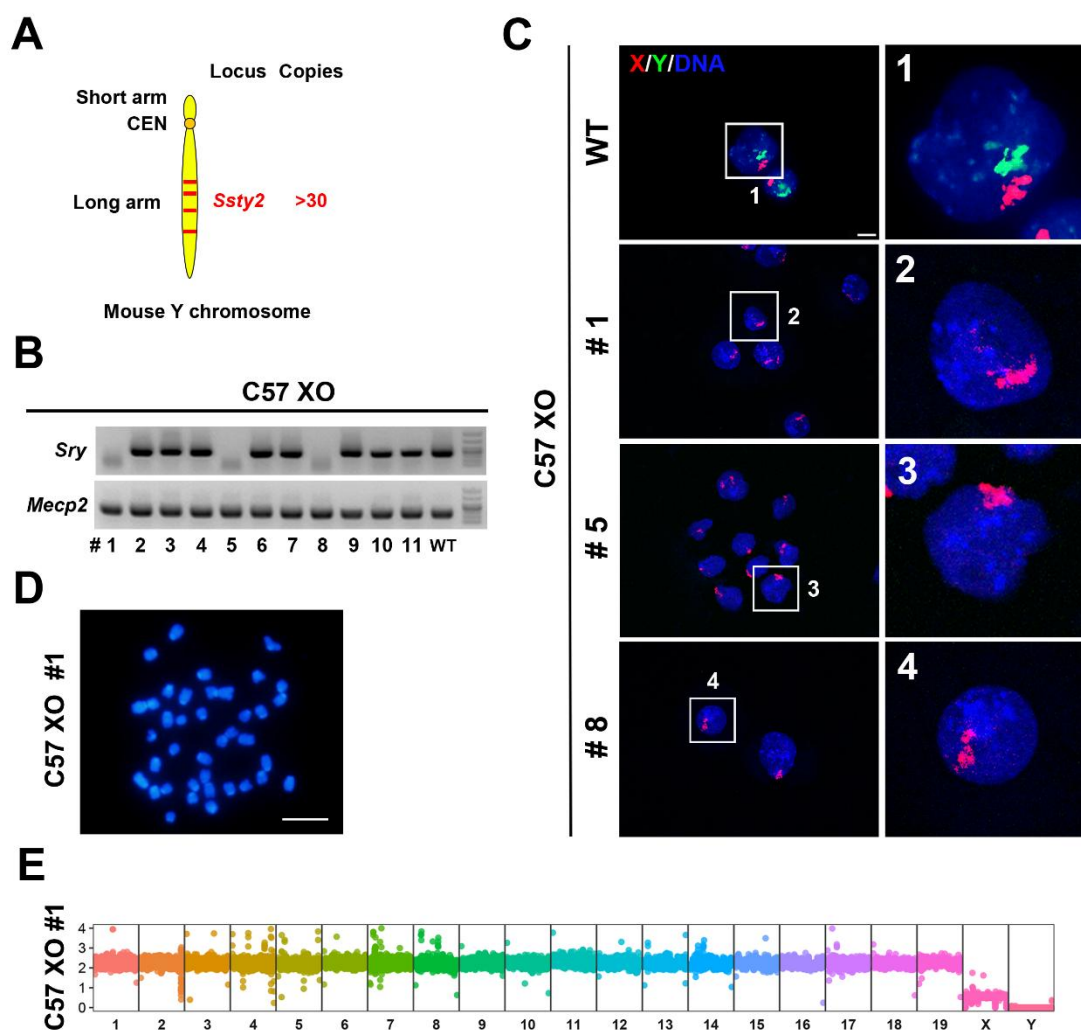 A
Locus Copies
Short arm
CEN
Long arm
Ssty2 >30
Mouse Y chromosome
B
C57 XO
Sry
Mecp2
# 1 2 3 4 5 6 7 8 9 10 11 WT
C
X/Y/DNA
WT
1
1
C57 XO
# 1
2
2
# 5
3
3
# 8
4
4
D
C57 XO #1
E
C57 XO #1
4
3
2
1
0
1 2 3 4 5 6 7 8 9 10 11 12 13 14 15 16 17 18 19 X Y